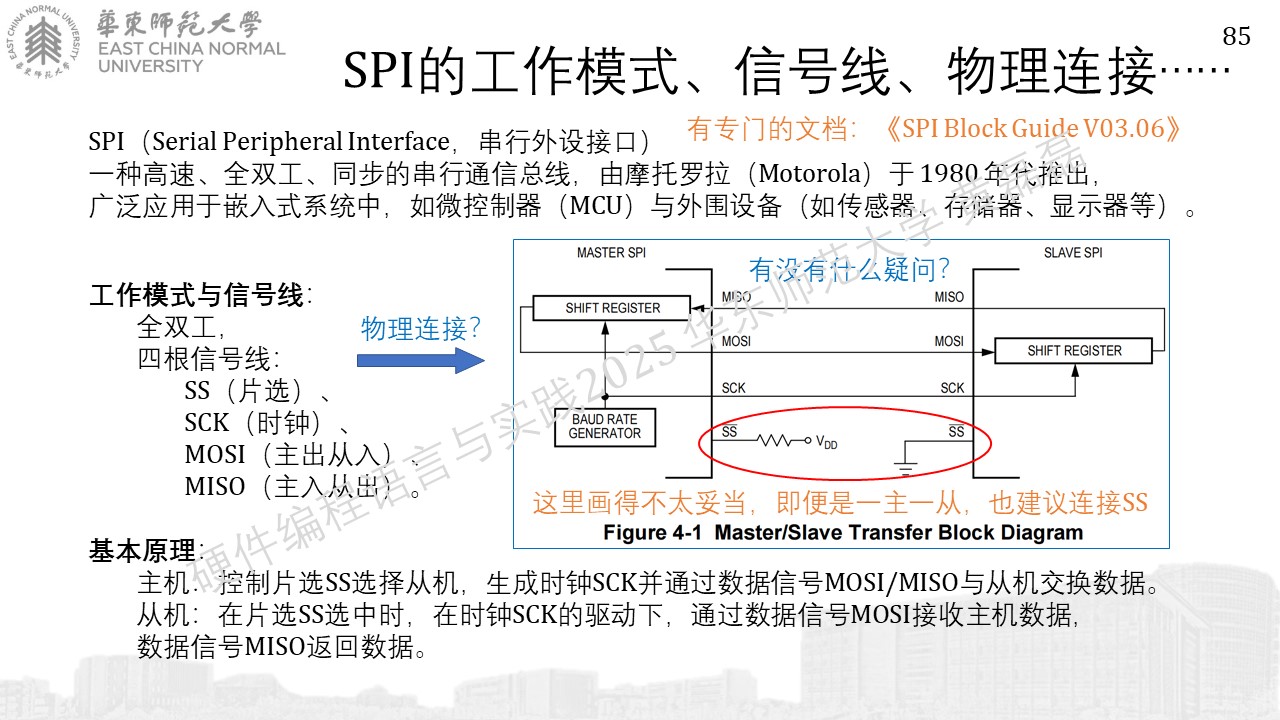 85
華東師範大學
EAST CHINA NORMAL
UNIVERSITY
EAST CHINA NORMAL UNIVERSITY
華東师范大学
SPI的工作模式、信号线、物理连接……
SPI（Serial Peripheral Interface，串行外设接口）
有专门的文档：《SPI Block Guide V03.06》
一种高速、全双工、同步的串行通信总线，由摩托罗拉（Motorola）于 1980 年代推出，
广泛应用于嵌入式系统中，如微控制器（MCU）与外围设备（如传感器、存储器、显示器等）。
工作模式与信号线：
全双工，
四根信号线：
SS（片选）、
SCK（时钟）、
MOSI（主出从入）、
MISO（主入从出）。
物理连接？
MASTER SPI
SLAVE SPI
有没有什么疑问？
MISO
MISO
SHIFT REGISTER
MOSI
MOSI
SHIFT REGISTER
SCK
SCK
BAUD RATE
GENERATOR
SS
VDD
SS
这里画得不太妥当，即便是一主一从，也建议连接SS
Figure 4-1 Master/Slave Transfer Block Diagram
基本原理：
主机：控制片选SS选择从机，生成时钟SCK并通过数据信号MOSI/MISO与从机交换数据。
从机：在片选SS选中时，在时钟SCK的驱动下，通过数据信号MOSI接收主机数据，
数据信号MISO返回数据。
硬件编程语言与实践2025 华东师范大学 黄磊磊